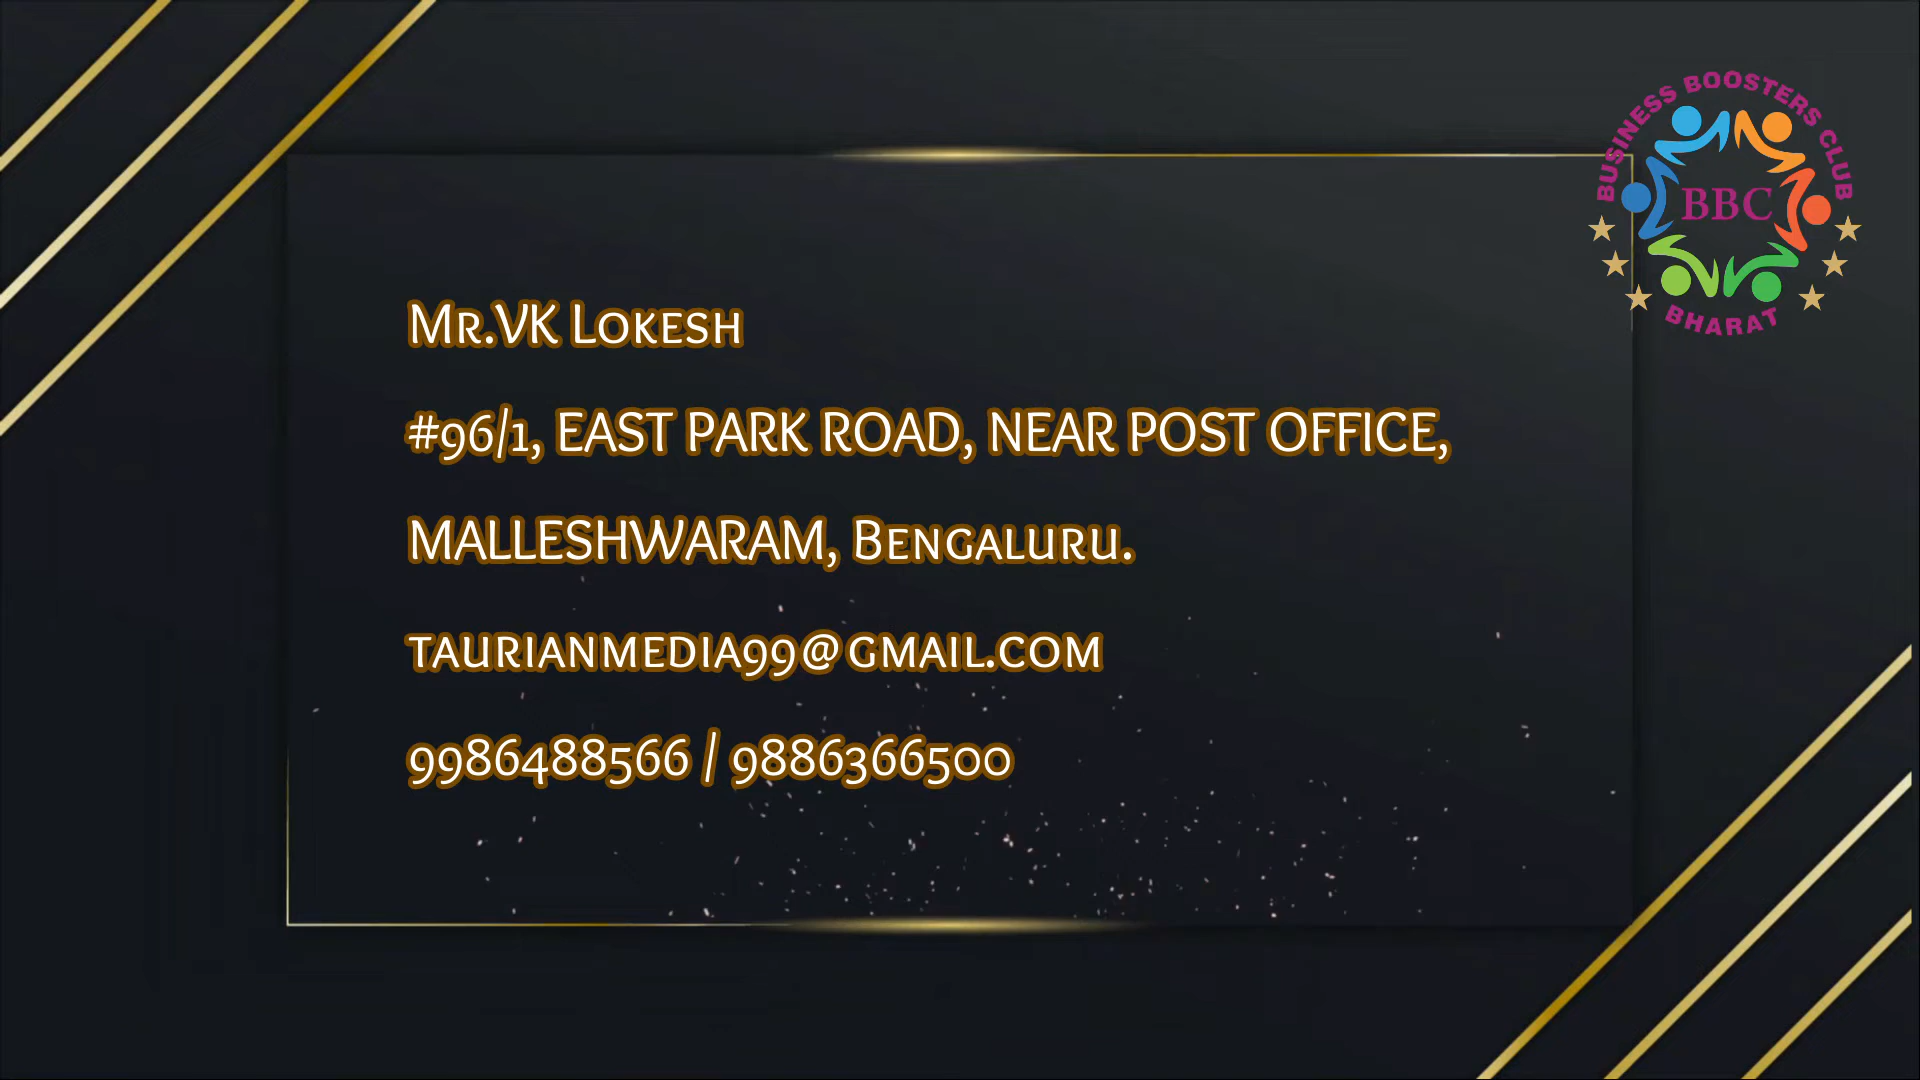 BUSINESS BOOSTERS CLUB
BBC
BHARAT
Mr.VK Lokesh
#96/1, EAST PARK ROAD, NEAR POST OFFICE,
MALLESHWARAM, Bengaluru.
taurianmedia99@gmail.com
9986488566 / 9886366500